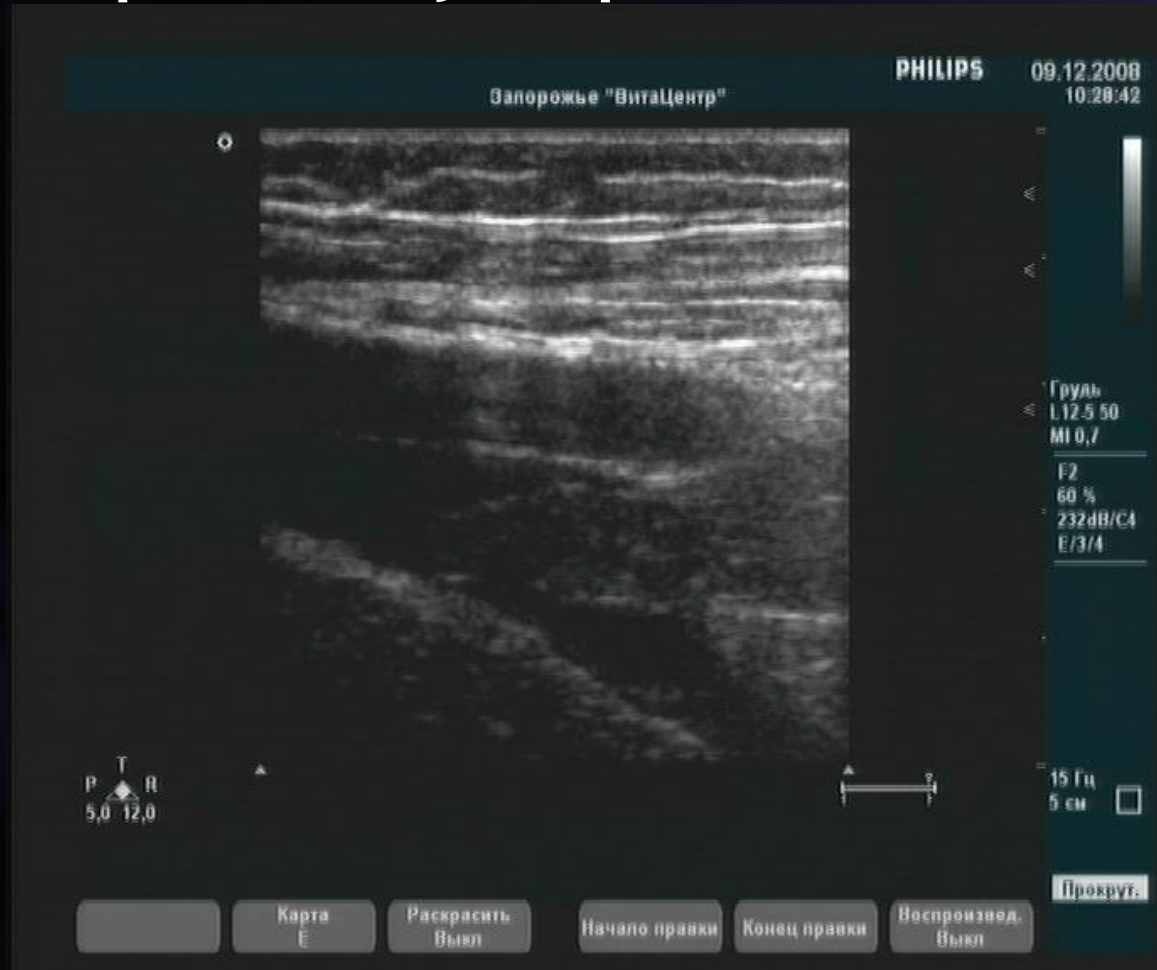 PHILIPS
09.12.2008
10:28:42
Запорожье "ВитаЦентр"
Грудь
L12-5 50
MI 0,7
F2
60 %
232dB/C4
E/3/4
T
P R
5,0 12,0
15 Гц
5 см
Прокрут.
Карта
E
Раскрасить
Выкл
Начало правки
Конец правки
Воспроизвед.
Выкл